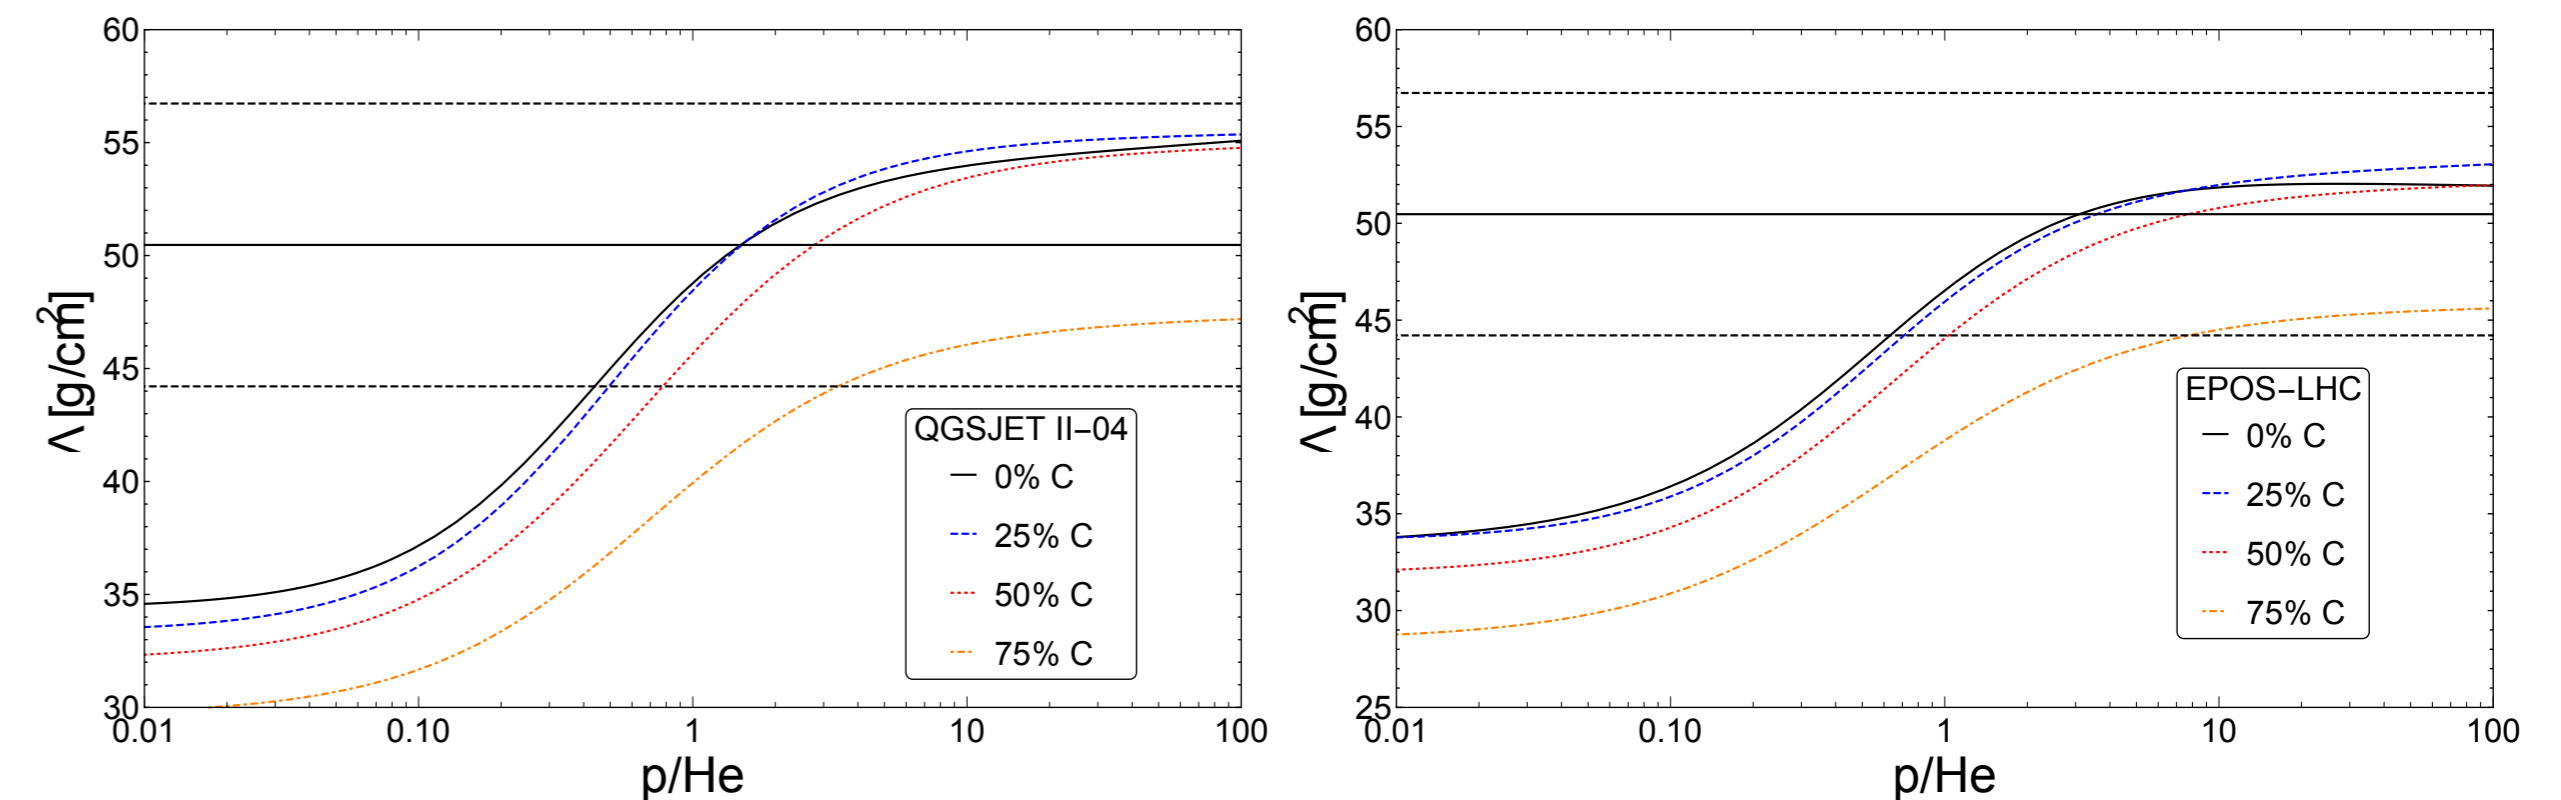 60
55
50
45
40
35
30
Λ [g/cm²]
0.01 0.10 1 10 100
p/He
QGSJET II−04
0% C
25% C
50% C
75% C
60
55
50
45
40
35
30
25
Λ [g/cm²]
0.01 0.10 1 10 100
p/He
EPOS−LHC
0% C
25% C
50% C
75% C